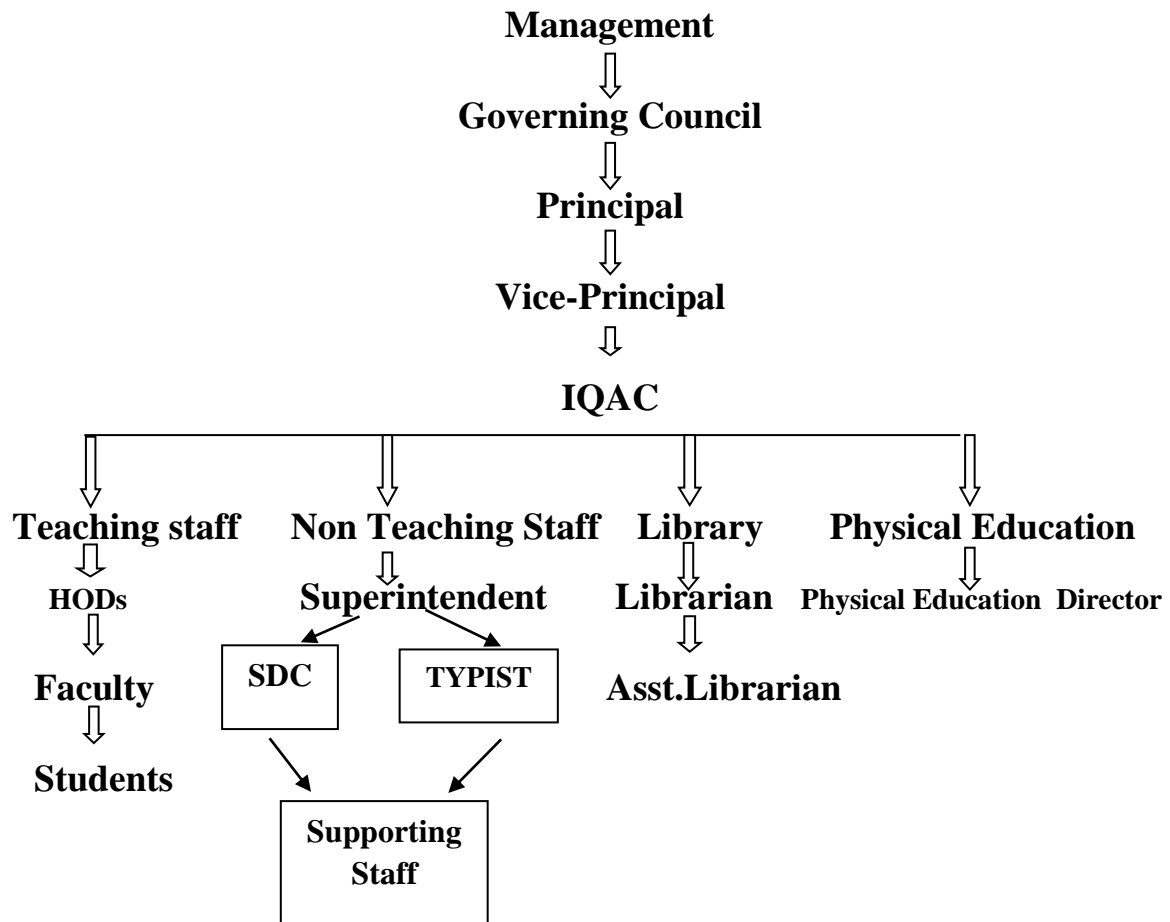 Management
Governing Council
Principal
Vice-Principal
IQAC
Teaching staff
Non Teaching Staff
Library
Physical Education
HODs
Superintendent
Librarian
Physical Education Director
SDC
TYPIST
Faculty
Asst.Librarian
Students
Supporting
Staff